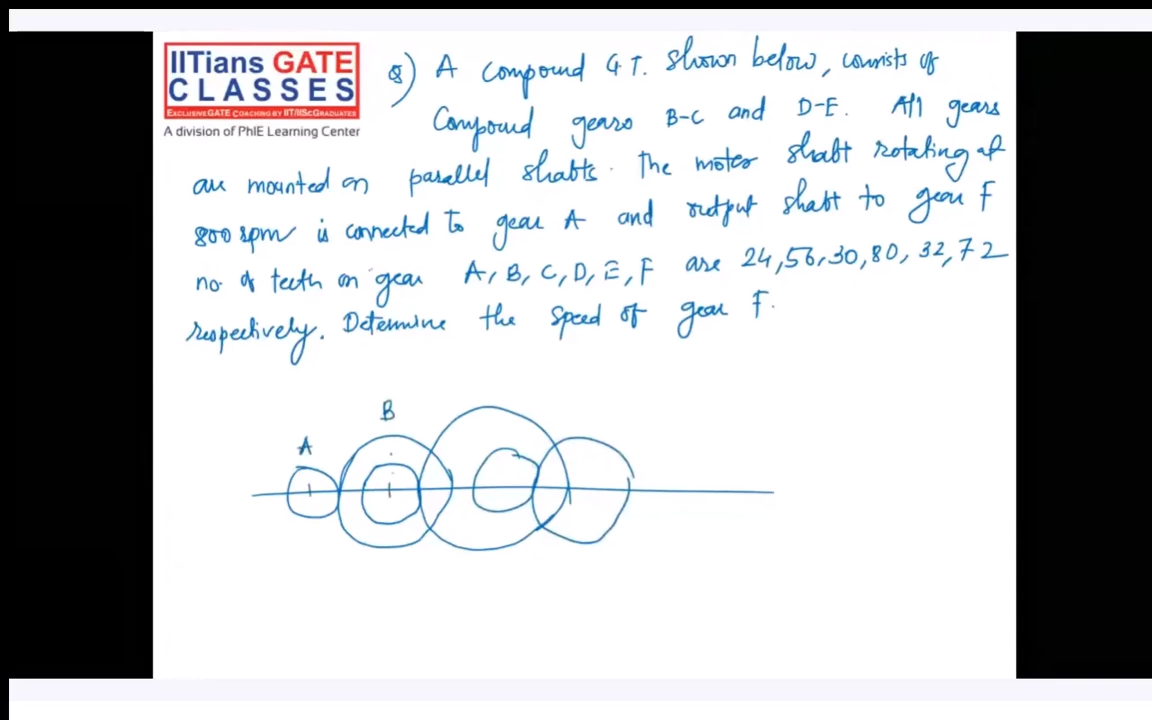 IITians GATE
CLASSES
EXCLUSIVE GATE COACHING BY IIT/IISc GRADUATES
A division of PhIE Learning Center
Q) A compound G T. shown below, consists of
Compound gears B-C and D-E. All gears
are mounted on parallel shafts. The motor shaft rotating at
800 rpm is connected to gear A and output shaft to gear F
no. of teeth on gear A, B, C, D, E, F are 24, 56, 30, 80, 32, 72
respectively. Determine the speed of gear F.
B
A